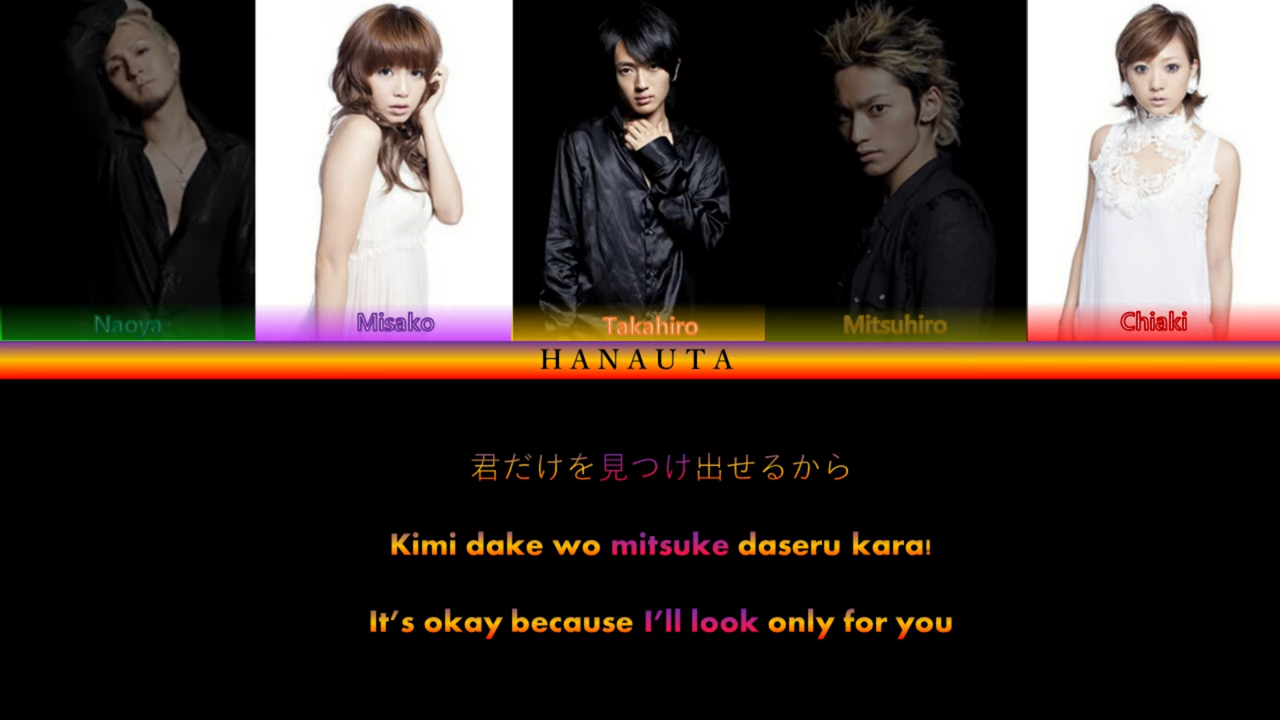 Naoya Misako Takahiro Mitsuhiro Chiaki
HANAUTA
君だけを見つけ出せるから
Kimi dake wo mitsuke daseru kara!
It's okay because I'll look only for you